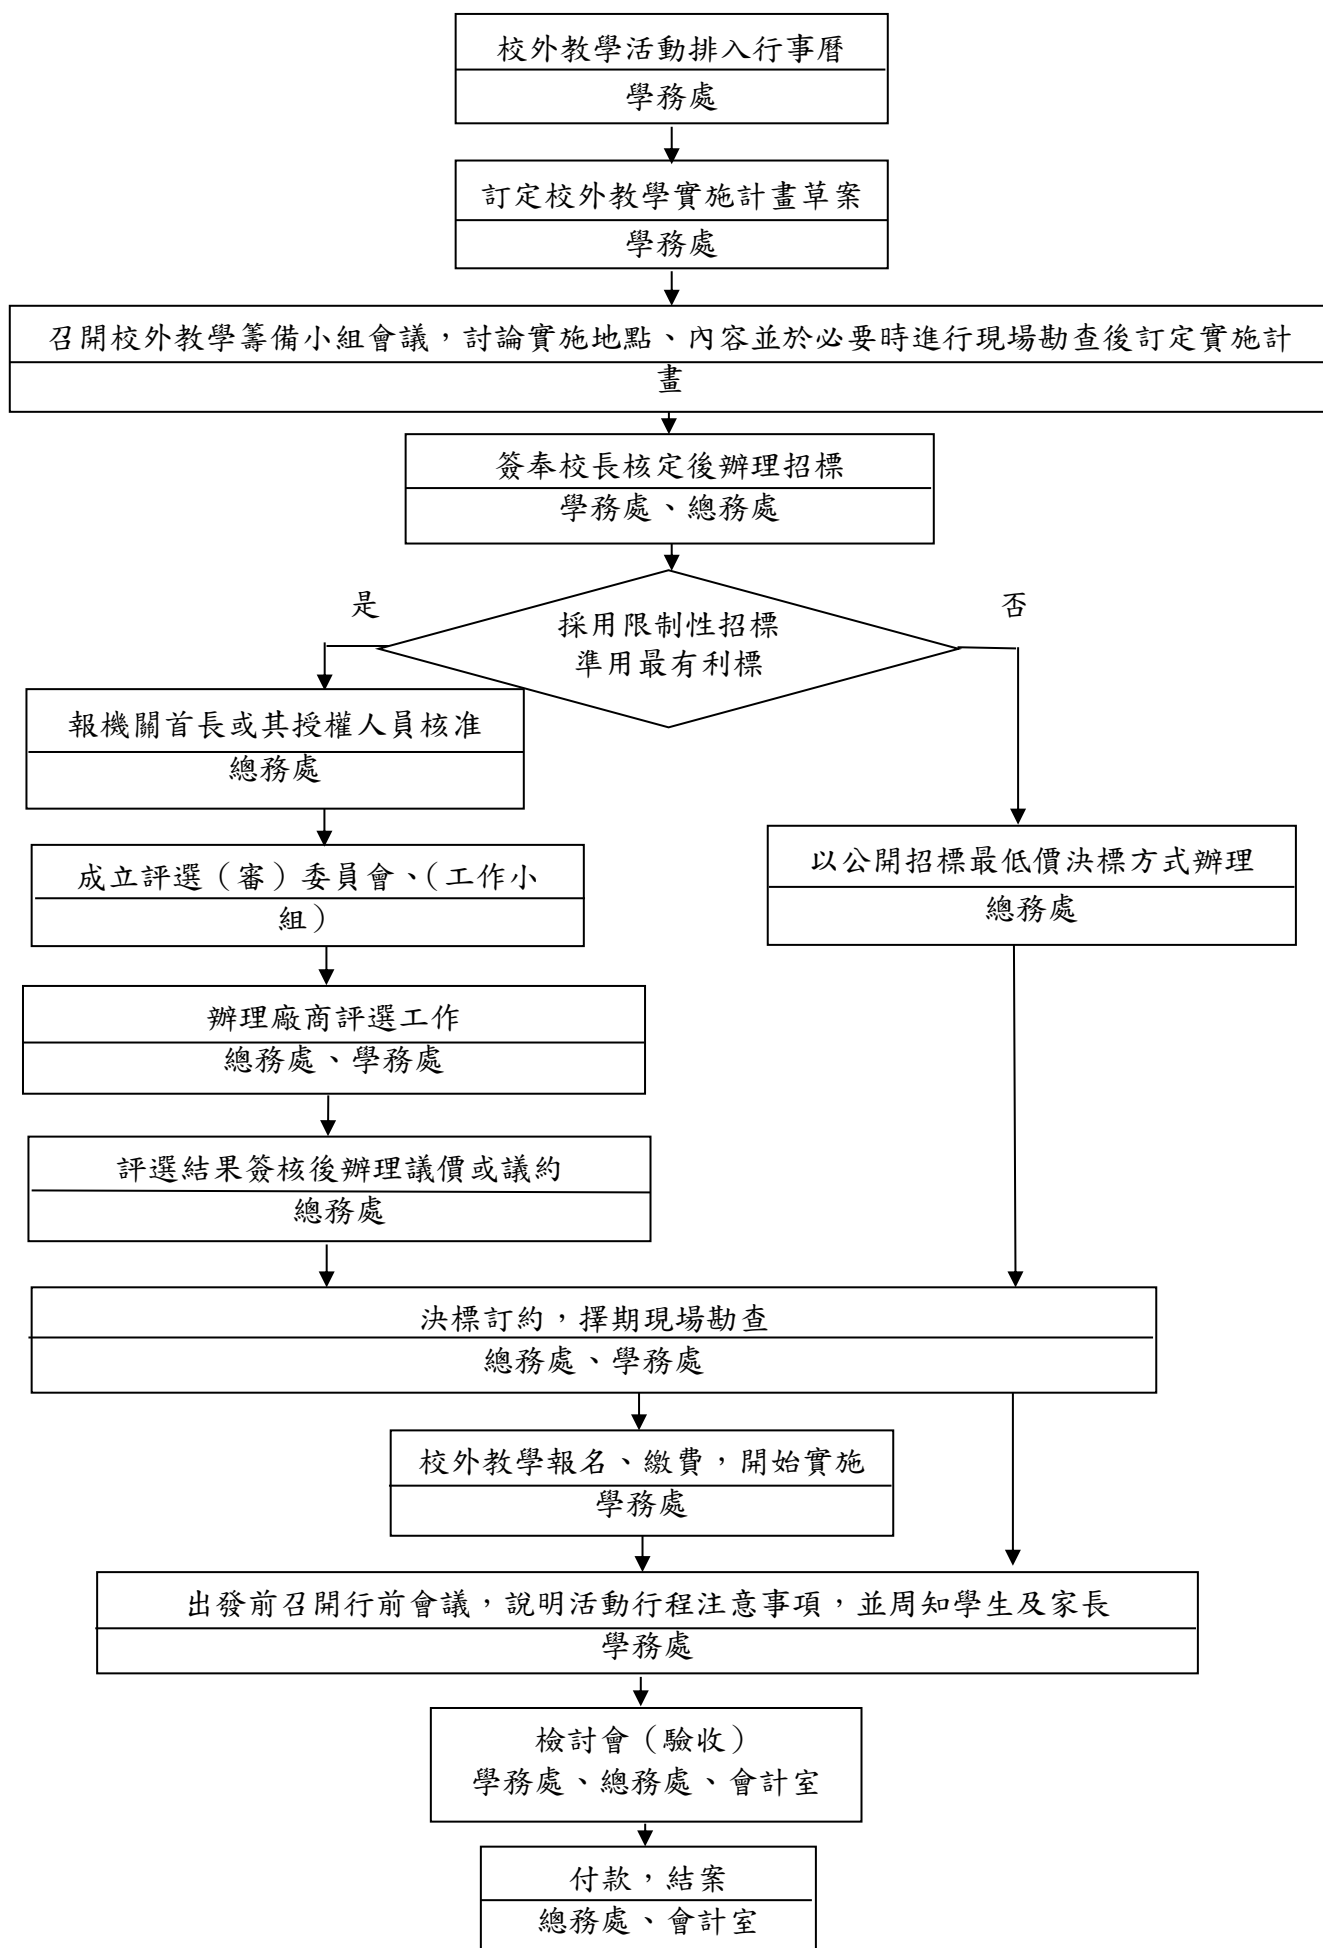 校外教學活動排入行事曆
學務處
訂定校外教學實施計畫草案
學務處
召開校外教學籌備小組會議，討論實施地點、內容並於必要時進行現場勘查後訂定實施計
畫
簽奉校長核定後辦理招標
學務處、總務處
是
否
採用限制性招標
準用最有利標
報機關首長或其授權人員核准
總務處
成立評選（審）委員會、（工作小
組）
以公開招標最低價決標方式辦理
總務處
辦理廠商評選工作
總務處、學務處
評選結果簽核後辦理議價或議約
總務處
決標訂約，擇期現場勘查
總務處、學務處
校外教學報名、繳費，開始實施
學務處
出發前召開行前會議，說明活動行程注意事項，並周知學生及家長
學務處
檢討會（驗收）
學務處、總務處、會計室
付款，結案
總務處、會計室